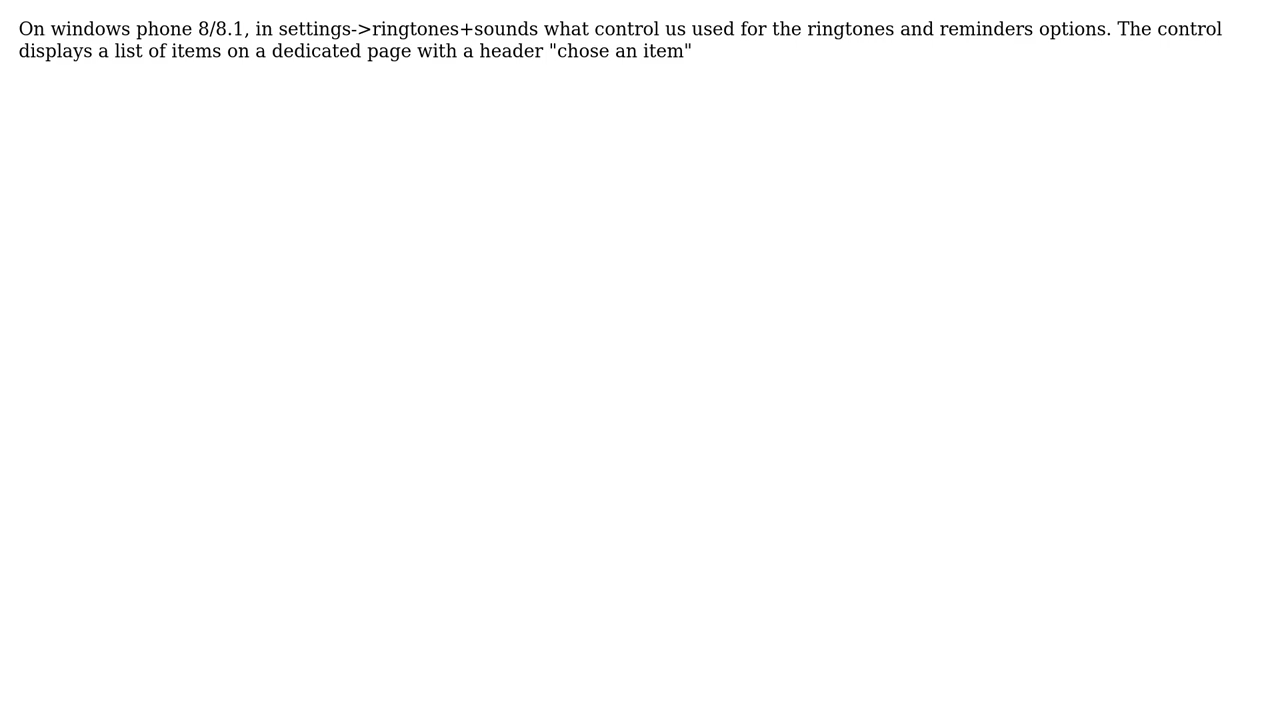 On windows phone 8/8.1, in settings->ringtones+sounds what control us used for the ringtones and reminders options. The control
displays a list of items on a dedicated page with a header "chose an item"